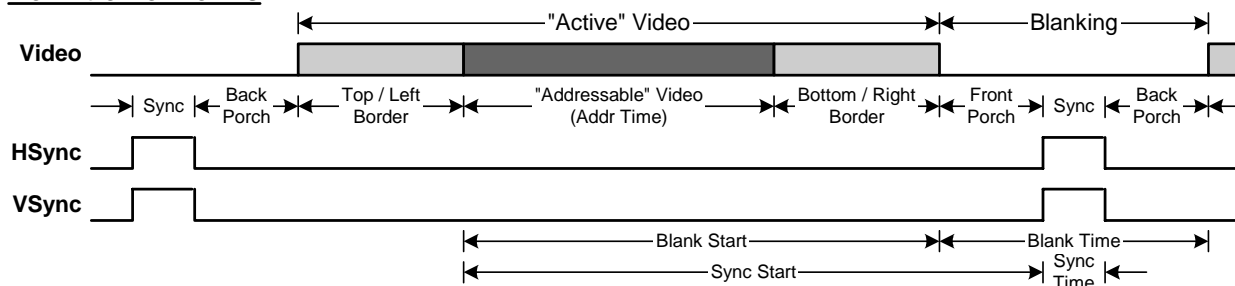 "Active" Video
Blanking
Video
Sync
Back
Porch
Top / Left
Border
"Addressable" Video
(Addr Time)
Bottom / Right
Border
Front
Porch
Sync
Back
Porch
HSync
VSync
Blank Start
Blank Time
Sync Start
Sync
Time